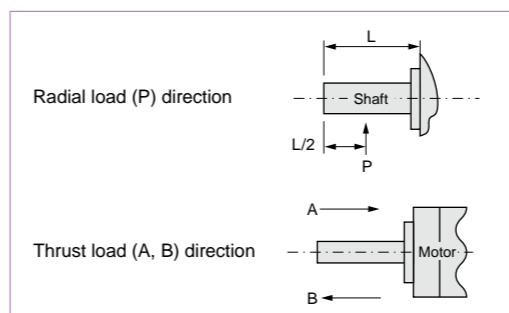 L
Radial load (P) direction
Shaft
L/2
P
A
Thrust load (A, B) direction
Motor
B